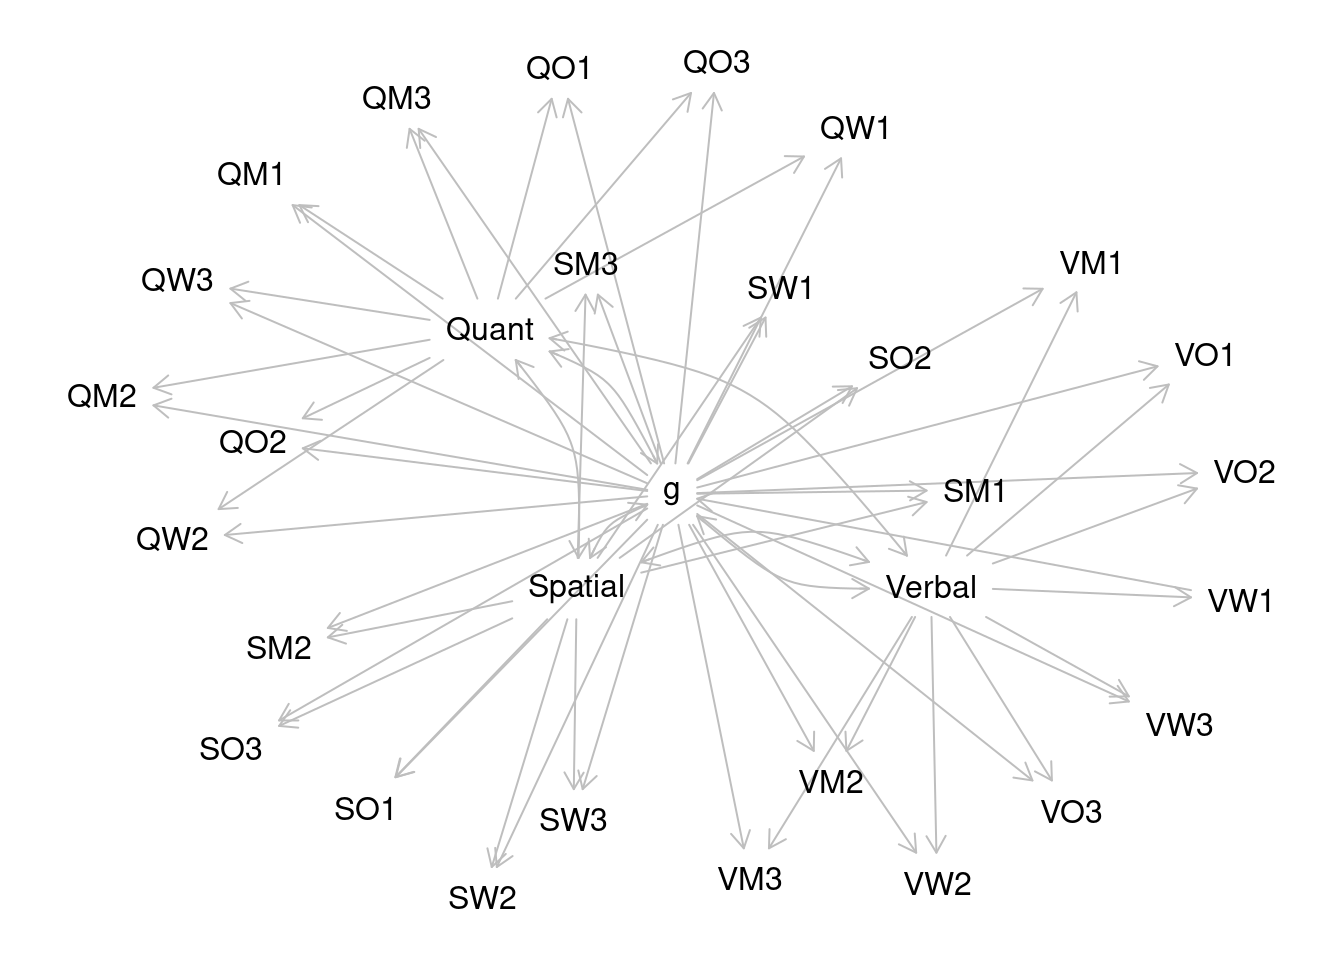 QO3
QO1
QM3
QW1
QM1
SM3
VM1
QW3
SW1
Quant
VO1
SO2
QM2
QO2
VO2
g
SM1
QW2
Spatial
Verbal
VW1
SM2
VW3
SO3
VM2
SO1
VO3
SW3
VM3
VW2
SW2